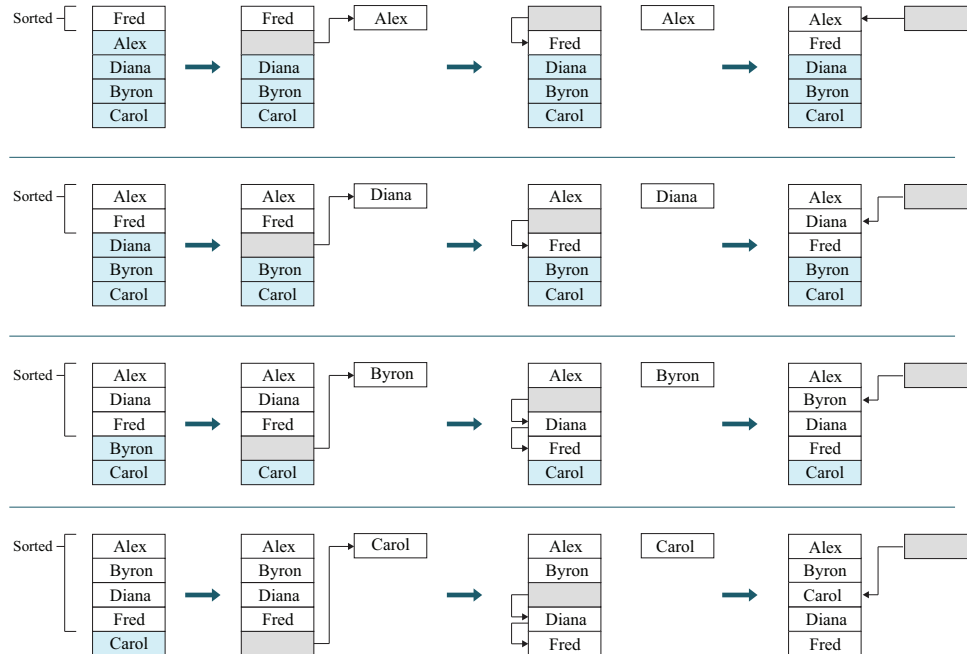 Sorted Fred Fred Alex Alex Alex
Alex Fred Fred
Diana Diana Diana Diana
Byron Byron Byron Byron
Carol Carol Carol Carol
Sorted Alex Alex Diana Alex Diana Alex
Fred Fred Diana
Diana Fred Fred
Byron Byron Byron Byron
Carol Carol Carol Carol
Sorted Alex Alex Byron Alex Byron Alex
Diana Diana Byron
Fred Fred Diana Diana
Byron Fred Fred
Carol Carol Carol Carol
Sorted Alex Alex Carol Alex Carol Alex
Byron Byron Byron Byron
Diana Diana Carol
Fred Fred Diana Diana
Carol Fred Fred